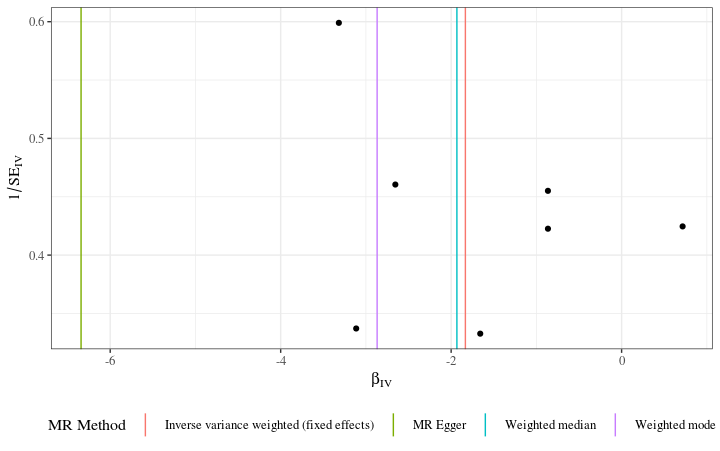 0.6
0.5
0.4
1/SE_IV
-6 -4 -2 0
β_IV
MR Method Inverse variance weighted (fixed effects) MR Egger Weighted median Weighted mode